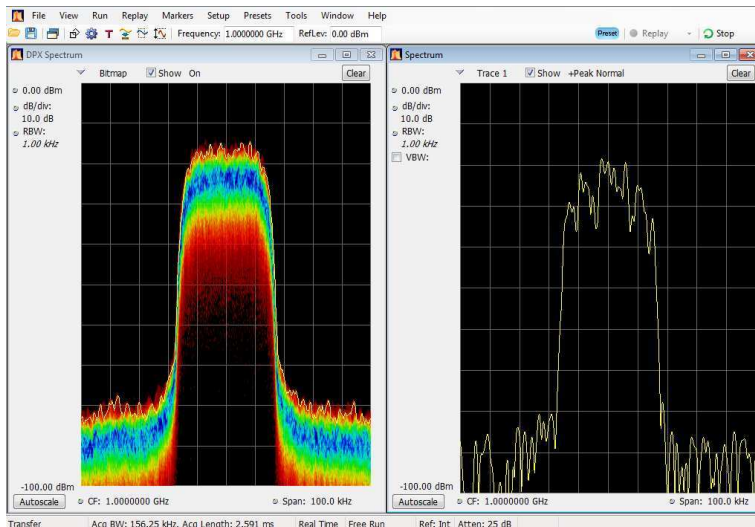 File View Run Replay Markers Setup Presets Tools Window Help
T Frequency: 1.0000000 GHz RefLev: 0.00 dBm Preset Replay Stop
DPX Spectrum
Bitmap Show On Clear
0.00 dBm
dB/div:
10.0 dB
RBW:
1.00 kHz
-100.00 dBm
Autoscale CF: 1.0000000 GHz Span: 100.0 kHz
Spectrum
Trace 1 Show +Peak Normal Clear
0.00 dBm
dB/div:
10.0 dB
RBW:
1.00 kHz
VBW:
-100.00 dBm
Autoscale CF: 1.0000000 GHz Span: 100.0 kHz
Transfer Acq BW: 156.25 kHz, Acq Length: 2.591 ms Real Time Free Run Ref: Int Atten: 25 dB